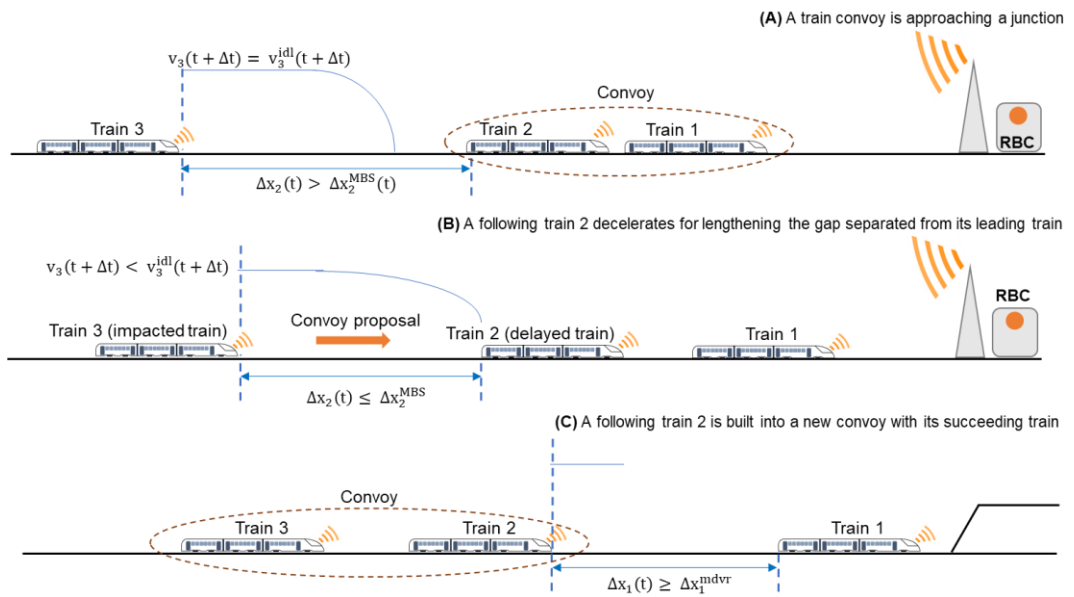 (A) A train convoy is approaching a junction
v₃(t + Δt) = v₃ⁱᵈˡ(t + Δt)
Convoy
Train 3
Train 2
Train 1
RBC
Δx₂(t) > Δx₂ᴹᴮˢ(t)
(B) A following train 2 decelerates for lengthening the gap separated from its leading train
v₃(t + Δt) < v₃ⁱᵈˡ(t + Δt)
RBC
Train 3 (impacted train)
Convoy proposal
Train 2 (delayed train)
Train 1
Δx₂(t) ≤ Δx₂ᴹᴮˢ
(C) A following train 2 is built into a new convoy with its succeeding train
Convoy
Train 3
Train 2
Train 1
Δx₁(t) ≥ Δx₁ᵐᵈᵛʳ